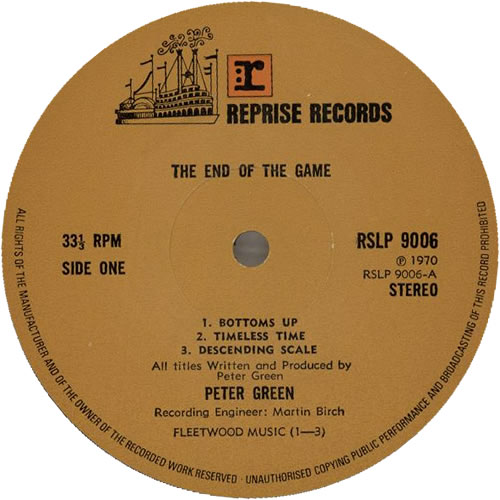 r
REPRISE RECORDS
THE END OF THE GAME
33⅓ RPM
SIDE ONE
RSLP 9006
℗ 1970
RSLP 9006-A
STEREO
1. BOTTOMS UP
2. TIMELESS TIME
3. DESCENDING SCALE
All titles Written and Produced by
Peter Green
PETER GREEN
Recording Engineer: Martin Birch
FLEETWOOD MUSIC (1—3)
ALL RIGHTS OF THE MANUFACTURER AND OF THE OWNER OF THE RECORDED WORK RESERVED · UNAUTHORISED COPYING PUBLIC PERFORMANCE AND BROADCASTING OF THIS RECORD PROHIBITED